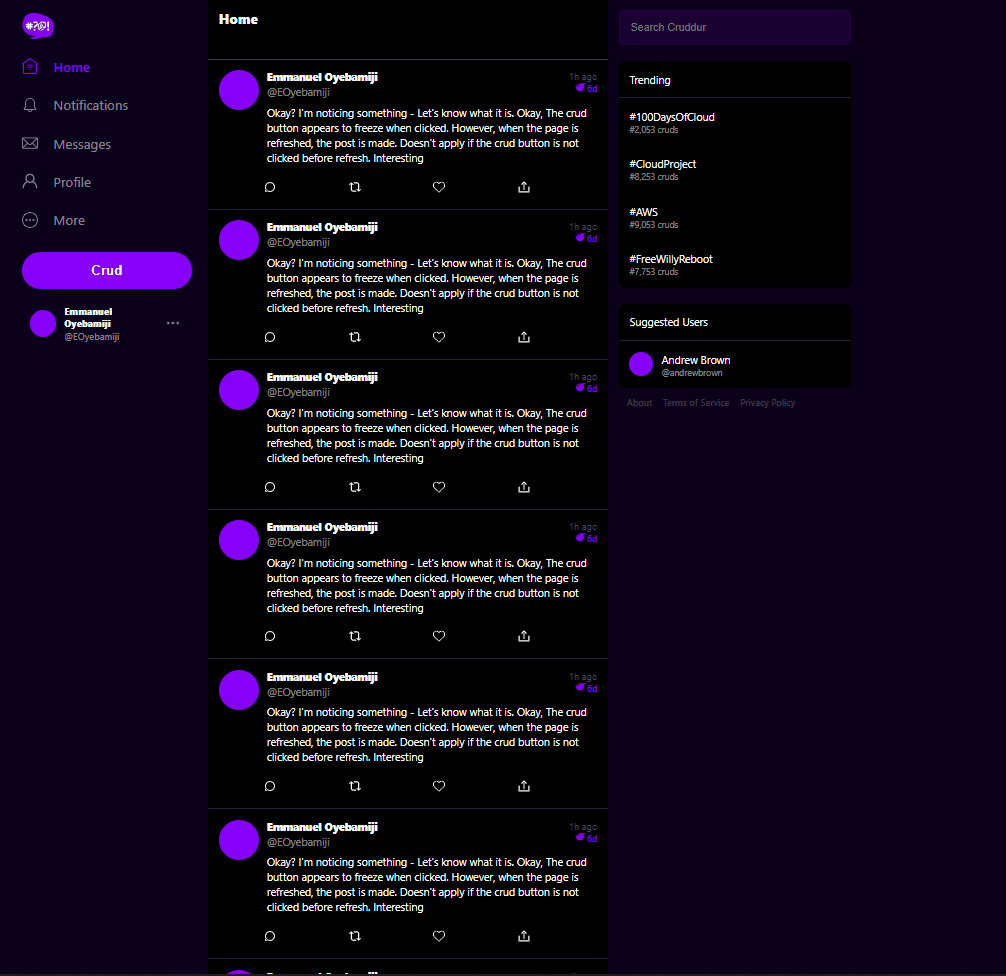 #?@!
Home
Notifications
Messages
Profile
More
Crud
Emmanuel
Oyebamiji
@EOyebamiji
Home
Emmanuel Oyebamiji
1h ago
@EOyebamiji
6d
Okay? I'm noticing something - Let's know what it is. Okay, The crud
button appears to freeze when clicked. However, when the page is
refreshed, the post is made. Doesn't apply if the crud button is not
clicked before refresh. Interesting
Emmanuel Oyebamiji
1h ago
@EOyebamiji
6d
Okay? I'm noticing something - Let's know what it is. Okay, The crud
button appears to freeze when clicked. However, when the page is
refreshed, the post is made. Doesn't apply if the crud button is not
clicked before refresh. Interesting
Emmanuel Oyebamiji
1h ago
@EOyebamiji
6d
Okay? I'm noticing something - Let's know what it is. Okay, The crud
button appears to freeze when clicked. However, when the page is
refreshed, the post is made. Doesn't apply if the crud button is not
clicked before refresh. Interesting
Emmanuel Oyebamiji
1h ago
@EOyebamiji
6d
Okay? I'm noticing something - Let's know what it is. Okay, The crud
button appears to freeze when clicked. However, when the page is
refreshed, the post is made. Doesn't apply if the crud button is not
clicked before refresh. Interesting
Emmanuel Oyebamiji
1h ago
@EOyebamiji
6d
Okay? I'm noticing something - Let's know what it is. Okay, The crud
button appears to freeze when clicked. However, when the page is
refreshed, the post is made. Doesn't apply if the crud button is not
clicked before refresh. Interesting
Emmanuel Oyebamiji
1h ago
@EOyebamiji
6d
Okay? I'm noticing something - Let's know what it is. Okay, The crud
button appears to freeze when clicked. However, when the page is
refreshed, the post is made. Doesn't apply if the crud button is not
clicked before refresh. Interesting
Search Cruddur
Trending
#100DaysOfCloud
#2,053 cruds
#CloudProject
#8,253 cruds
#AWS
#9,053 cruds
#FreeWillyReboot
#7,753 cruds
Suggested Users
Andrew Brown
@andrewbrown
About Terms of Service Privacy Policy